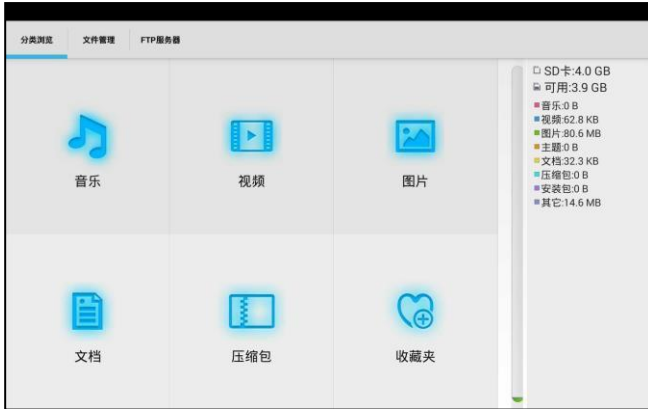 分类浏览 文件管理 FTP服务器
SD卡:4.0 GB
可用:3.9 GB
音乐:0 B
视频:62.8 KB
图片:80.6 MB
主题:0 B
文档:32.3 KB
压缩包:0 B
安装包:0 B
其它:14.6 MB
音乐 视频 图片
文档 压缩包 收藏夹